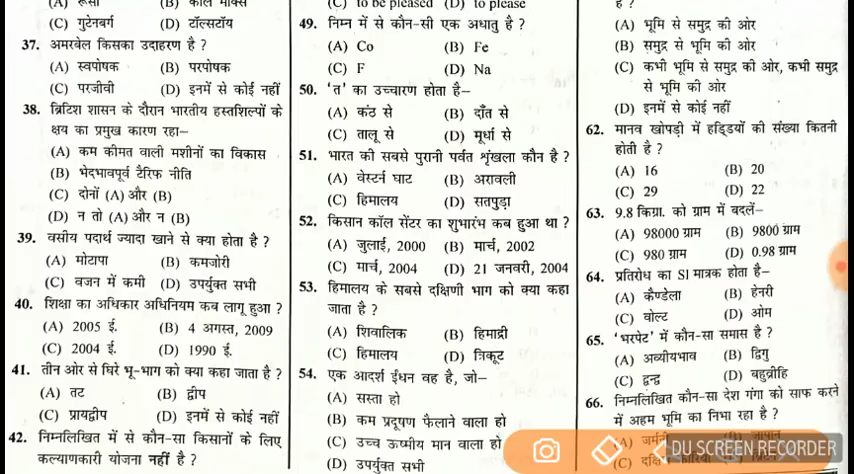 (A) रूसो (B) कार्ल मार्क्स
(C) गुटेनबर्ग (D) टॉल्सटॉय
37. अमरबेल किसका उदाहरण है ?
(A) स्वपोषक (B) परपोषक
(C) परजीवी (D) इनमें से कोई नहीं
38. ब्रिटिश शासन के दौरान भारतीय हस्तशिल्पों के
क्षय का प्रमुख कारण रहा–
(A) कम कीमत वाली मशीनों का विकास
(B) भेदभावपूर्व टैरिफ नीति
(C) दोनों (A) और (B)
(D) न तो (A) और न (B)
39. वसीय पदार्थ ज्यादा खाने से क्या होता है ?
(A) मोटापा (B) कमजोरी
(C) वजन में कमी (D) उपर्युक्त सभी
40. शिक्षा का अधिकार अधिनियम कब लागू हुआ ?
(A) 2005 ई. (B) 4 अगस्त, 2009
(C) 2004 ई. (D) 1990 ई.
41. तीन ओर से घिरे भू-भाग को क्या कहा जाता है ?
(A) तट (B) द्वीप
(C) प्रायद्वीप (D) इनमें से कोई नहीं
42. निम्नलिखित में से कौन-सा किसानों के लिए
कल्याणकारी योजना नहीं है ?
(C) to be pleased (D) to please
49. निम्न में से कौन-सी एक अधातु है ?
(A) Co (B) Fe
(C) F (D) Na
50. 'त' का उच्चारण होता है–
(A) कंठ से (B) दाँत से
(C) तालू से (D) मूर्धा से
51. भारत की सबसे पुरानी पर्वत शृंखला कौन है ?
(A) वेस्टर्न घाट (B) अरावली
(C) हिमालय (D) सतपुड़ा
52. किसान कॉल सेंटर का शुभारंभ कब हुआ था ?
(A) जुलाई, 2000 (B) मार्च, 2002
(C) मार्च, 2004 (D) 21 जनवरी, 2004
53. हिमालय के सबसे दक्षिणी भाग को क्या कहा
जाता है ?
(A) शिवालिक (B) हिमाद्री
(C) हिमालय (D) त्रिकूट
54. एक आदर्श ईंधन वह है, जो–
(A) सस्ता हो
(B) कम प्रदूषण फैलाने वाला हो
(C) उच्च ऊष्मीय मान वाला हो
(D) उपर्युक्त सभी
है ?
(A) भूमि से समुद्र की ओर
(B) समुद्र से भूमि की ओर
(C) कभी भूमि से समुद्र की ओर, कभी समुद्र
से भूमि की ओर
(D) इनमें से कोई नहीं
62. मानव खोपड़ी में हड्डियों की संख्या कितनी
होती है ?
(A) 16 (B) 20
(C) 29 (D) 22
63. 9.8 किग्रा. को ग्राम में बदलें–
(A) 98000 ग्राम (B) 9800 ग्राम
(C) 980 ग्राम (D) 0.98 ग्राम
64. प्रतिरोध का SI मात्रक होता है–
(A) कैण्डेला (B) हेनरी
(C) वोल्ट (D) ओम
65. 'भरपेट' में कौन-सा समास है ?
(A) अव्यीयभाव (B) द्विगु
(C) द्वन्द्व (D) बहुव्रीहि
66. निम्नलिखित कौन-सा देश गंगा को साफ करने
में अहम भूमि का निभा रहा है ?
(A) जर्मनी (B) जापान
(C)
DU SCREEN RECORDER